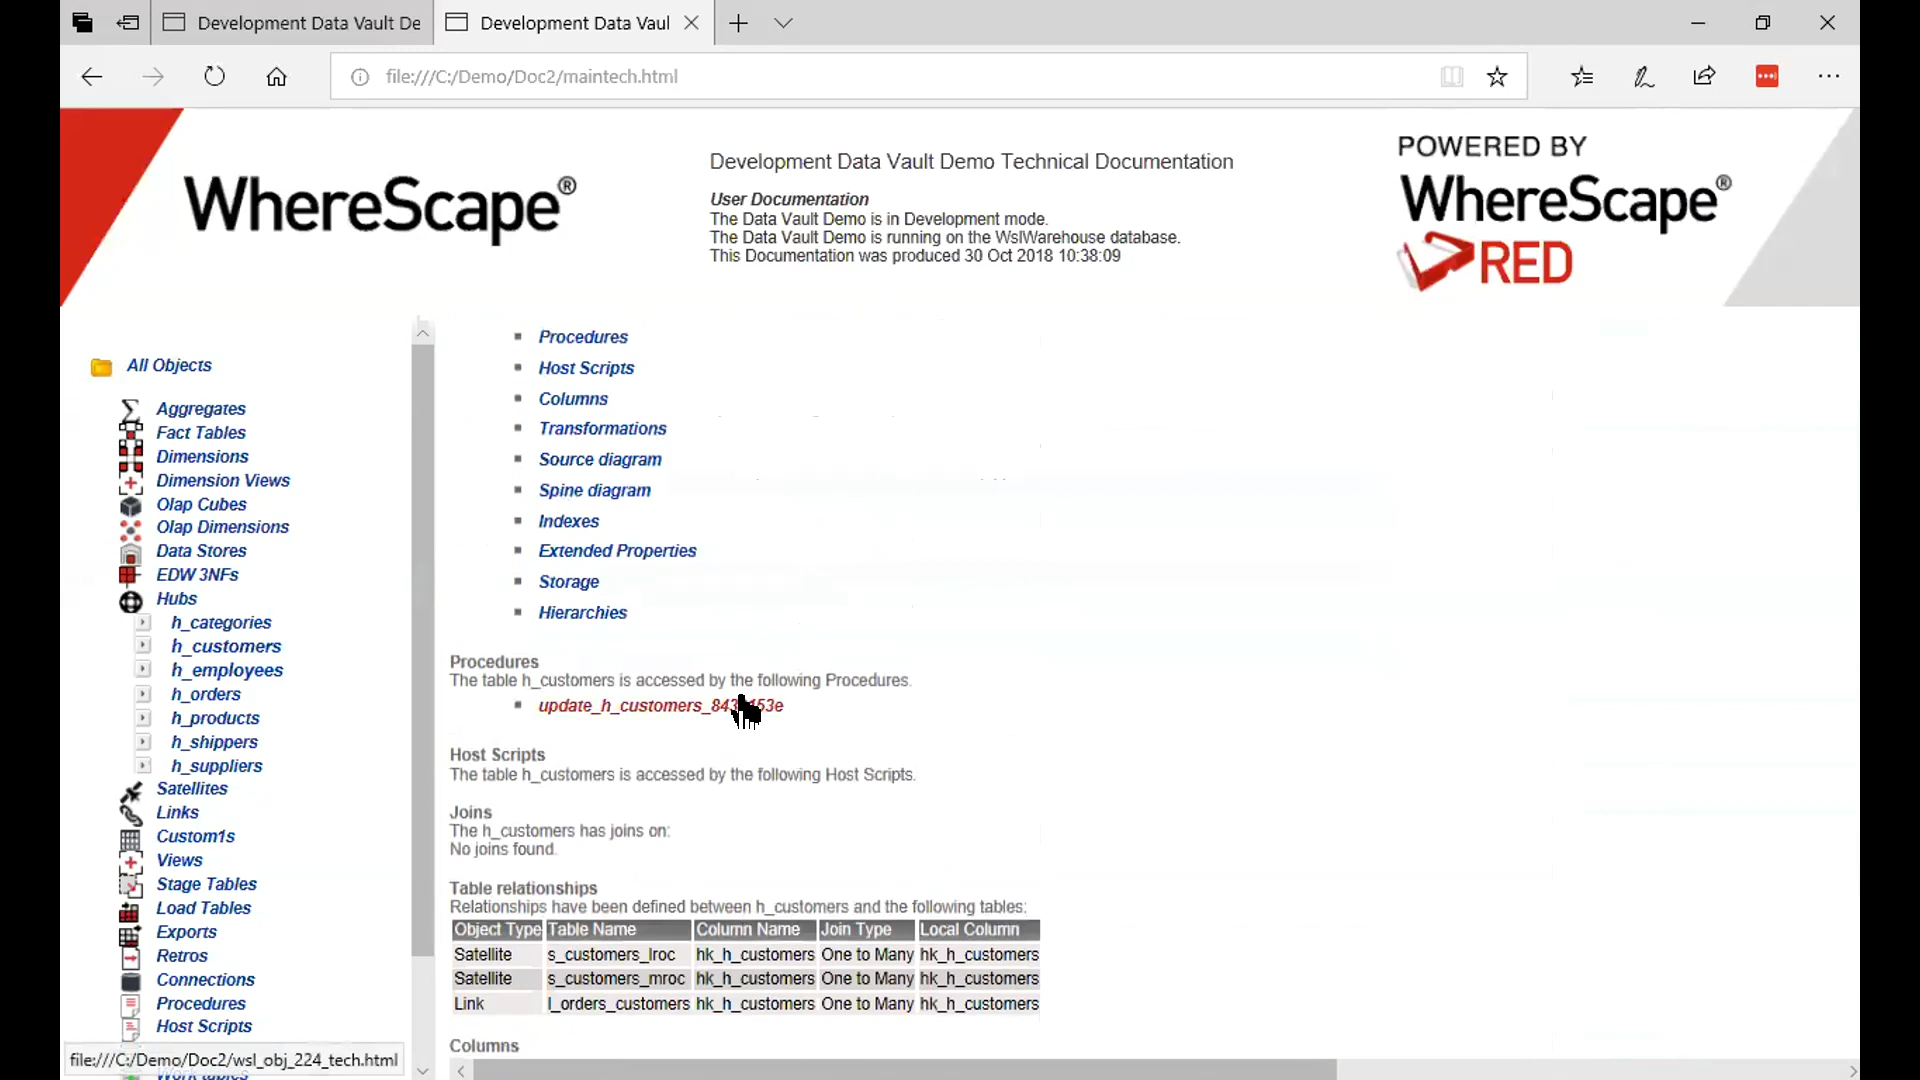 Development Data Vault De
Development Data Vaul
file:///C:/Demo/Doc2/maintech.html
WhereScape®
Development Data Vault Demo Technical Documentation
User Documentation
The Data Vault Demo is in Development mode.
The Data Vault Demo is running on the WslWarehouse database.
This Documentation was produced 30 Oct 2018 10:38:09
POWERED BY
WhereScape®
RED
All Objects
Aggregates
Fact Tables
Dimensions
Dimension Views
Olap Cubes
Olap Dimensions
Data Stores
EDW 3NFs
Hubs
h_categories
h_customers
h_employees
h_orders
h_products
h_shippers
h_suppliers
Satellites
Links
Custom1s
Views
Stage Tables
Load Tables
Exports
Retros
Connections
Procedures
Host Scripts
file:///C:/Demo/Doc2/wsl_obj_224_tech.html
Procedures
Host Scripts
Columns
Transformations
Source diagram
Spine diagram
Indexes
Extended Properties
Storage
Hierarchies
Procedures
The table h_customers is accessed by the following Procedures.
Host Scripts
The table h_customers is accessed by the following Host Scripts.
Joins
The h_customers has joins on:
No joins found.
Table relationships
Relationships have been defined between h_customers and the following tables:
Object Type Table Name Column Name Join Type Local Column
Satellite s_customers_lroc hk_h_customers One to Many hk_h_customers
Satellite s_customers_mroc hk_h_customers One to Many hk_h_customers
Link l_orders_customers hk_h_customers One to Many hk_h_customers
Columns